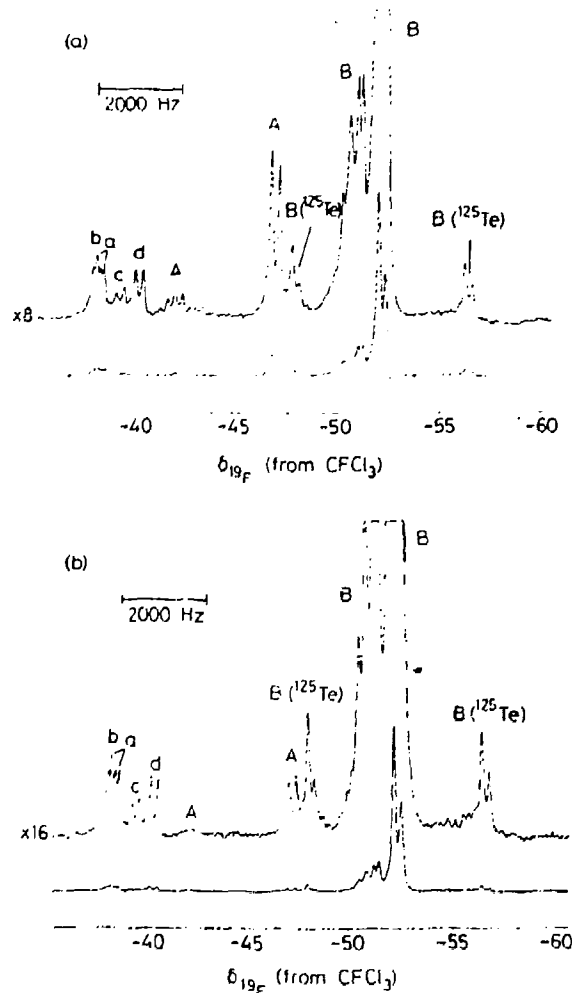 (a)
B
B
2000 Hz
A
B (¹²⁵Te)
B (¹²⁵Te)
b a
c
d
A
x8
-40 -45 -50 -55 -60
δ₁₉F (from CFCl₃)
(b)
B
2000 Hz
B
B (¹²⁵Te)
B (¹²⁵Te)
b a
c
d
A
A
x16
-40 -45 -50 -55 -60
δ₁₉F (from CFCl₃)